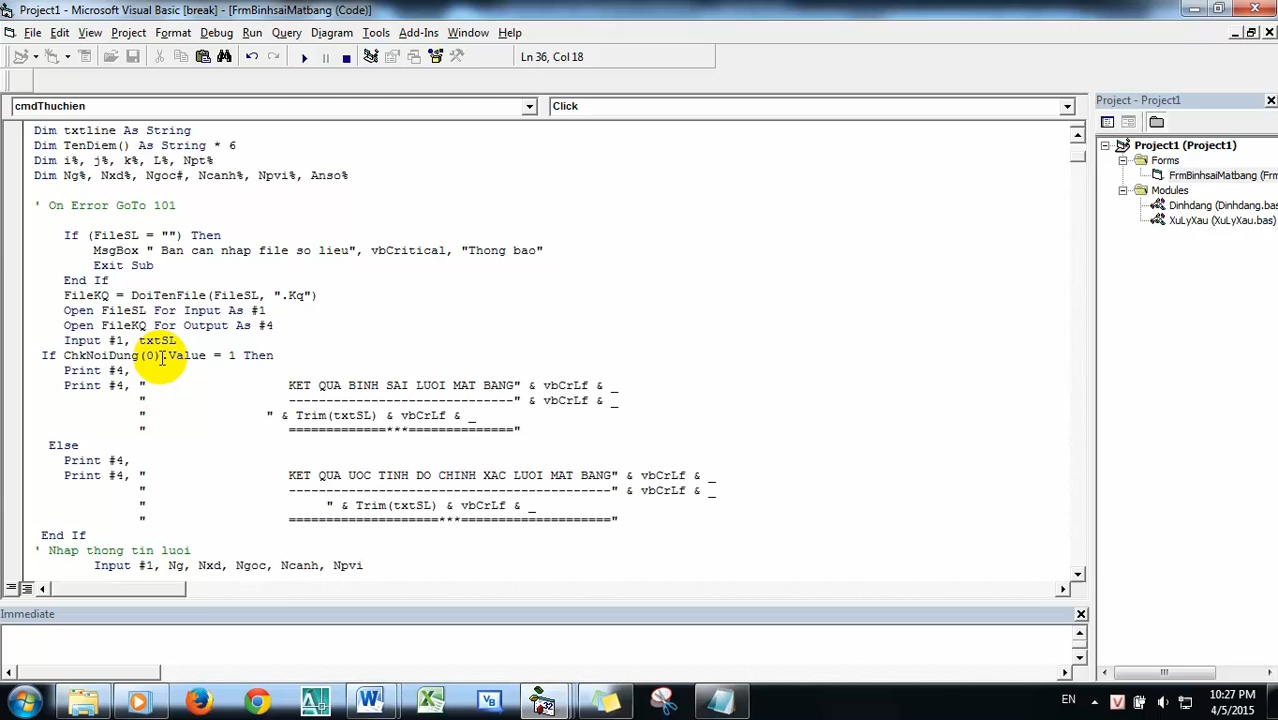 Project1 - Microsoft Visual Basic [break] - [FrmBinhsaiMatbang (Code)]
File Edit View Project Format Debug Run Query Diagram Tools Add-Ins Window Help
Ln 36, Col 18
cmdThuchien Click
Dim txtline As String
Dim TenDiem() As String * 6
Dim i%, j%, k%, L%, Npt%
Dim Ng%, Nxd%, Ngoc#, Ncanh%, Npvi%, Anso%
' On Error GoTo 101
If (FileSL = "") Then
MsgBox " Ban can nhap file so lieu", vbCritical, "Thong bao"
Exit Sub
End If
FileKQ = DoiTenFile(FileSL, ".Kq")
Open FileSL For Input As #1
Open FileKQ For Output As #4
Input #1, txtSL
If ChkNoiDung(0).Value = 1 Then
Print #4,
Print #4, " KET QUA BINH SAI LUOI MAT BANG" & vbCrLf & _
" ------------------------------" & vbCrLf & _
" " & Trim(txtSL) & vbCrLf & _
" =============***=============="
Else
Print #4,
Print #4, " KET QUA UOC TINH DO CHINH XAC LUOI MAT BANG" & vbCrLf & _
" -------------------------------------------" & vbCrLf & _
" " & Trim(txtSL) & vbCrLf & _
" ====================***====================="
End If
' Nhap thong tin luoi
Input #1, Ng, Nxd, Ngoc, Ncanh, Npvi
Project - Project1
Project1 (Project1)
Forms
FrmBinhsaiMatbang (Frm
Modules
Dinhdang (Dinhdang.bas
XuLyXau (XuLyXau.bas)
Immediate
EN
10:27 PM
4/5/2015